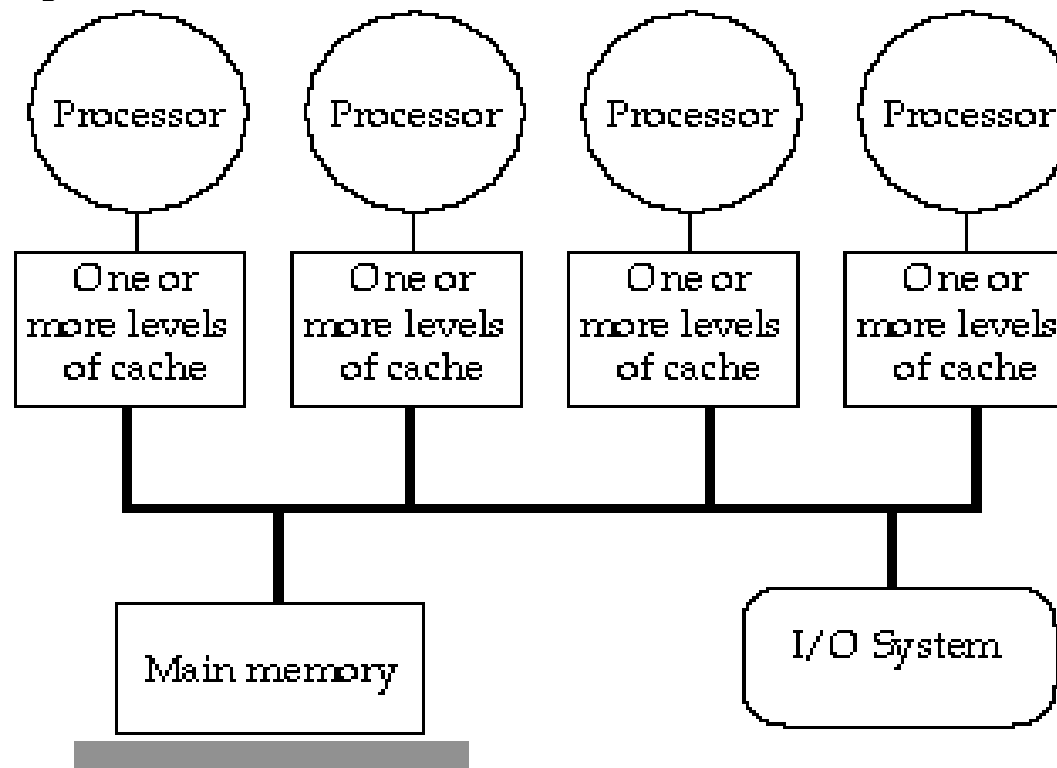 Processor
Processor
Processor
Processor
One or
more levels
of cache
One or
more levels
of cache
One or
more levels
of cache
One or
more levels
of cache
Main memory
I/O System